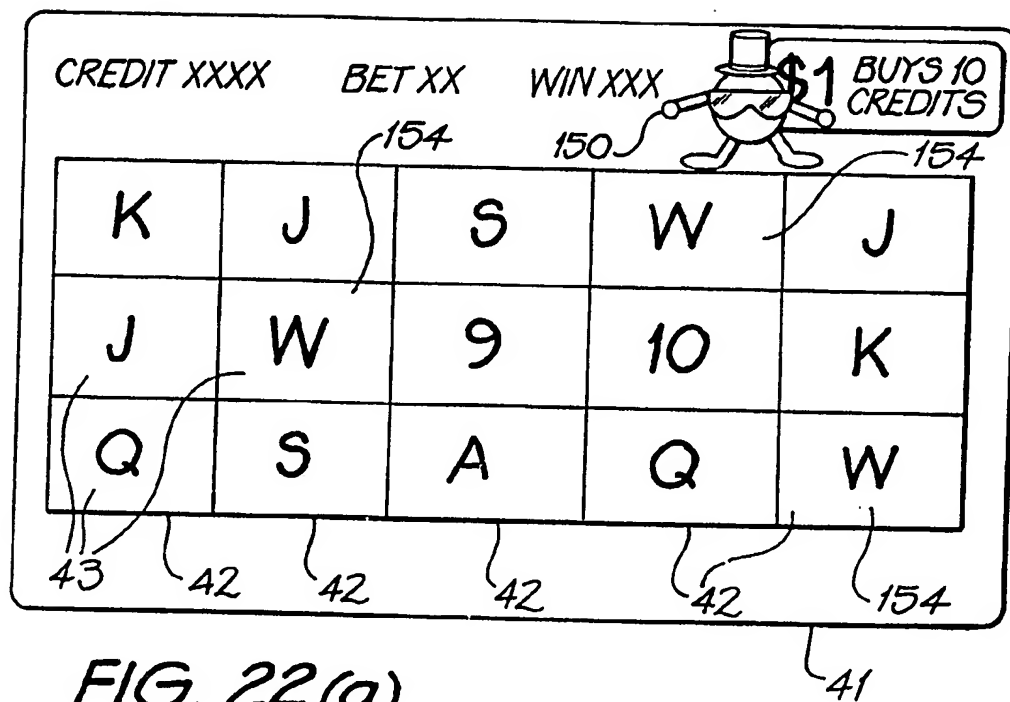 CREDIT XXXX BET XX WIN XXX $1 BUYS 10
CREDITS
154 150 154
K J S W J
J W 9 10 K
Q S A Q W
43 42 42 42 42 154
41
FIG. 22(a)